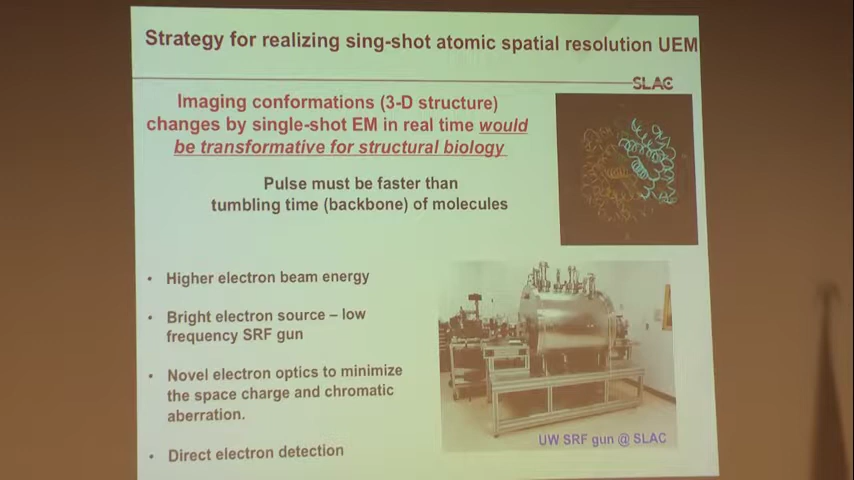 Strategy for realizing sing-shot atomic spatial resolution UEM
SLAC
Imaging conformations (3-D structure)
changes by single-shot EM in real time would
be transformative for structural biology
Pulse must be faster than
tumbling time (backbone) of molecules
• Higher electron beam energy
• Bright electron source – low
frequency SRF gun
• Novel electron optics to minimize
the space charge and chromatic
aberration.
• Direct electron detection
UW SRF gun @ SLAC